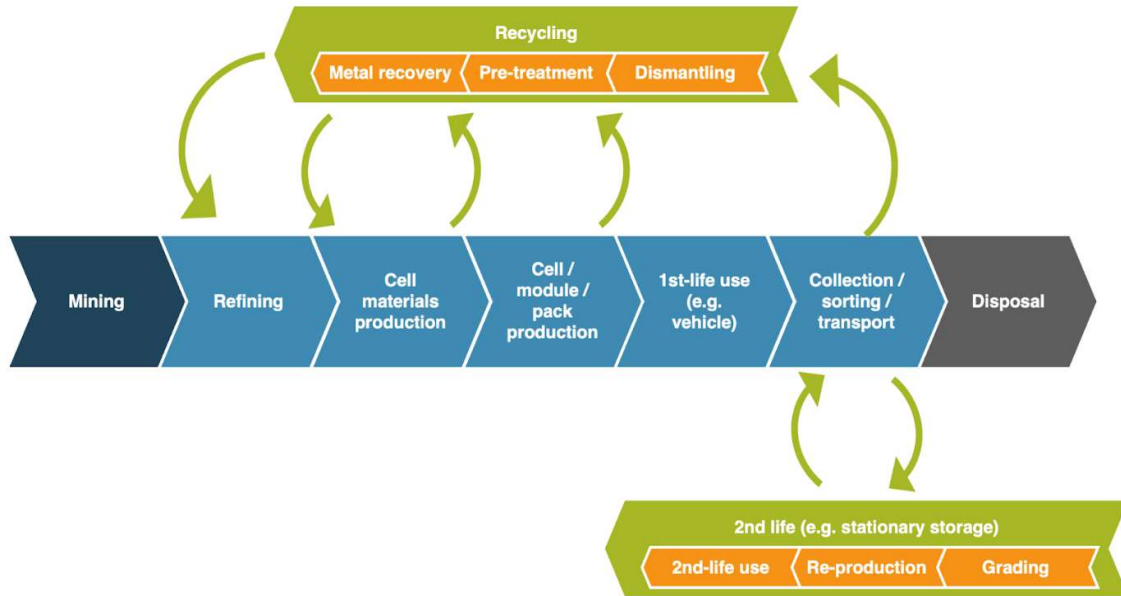 Recycling
Metal recovery
Pre-treatment
Dismantling
Mining
Refining
Cell
materials
production
Cell /
module /
pack
production
1st-life use
(e.g.
vehicle)
Collection /
sorting /
transport
Disposal
2nd life (e.g. stationary storage)
2nd-life use
Re-production
Grading